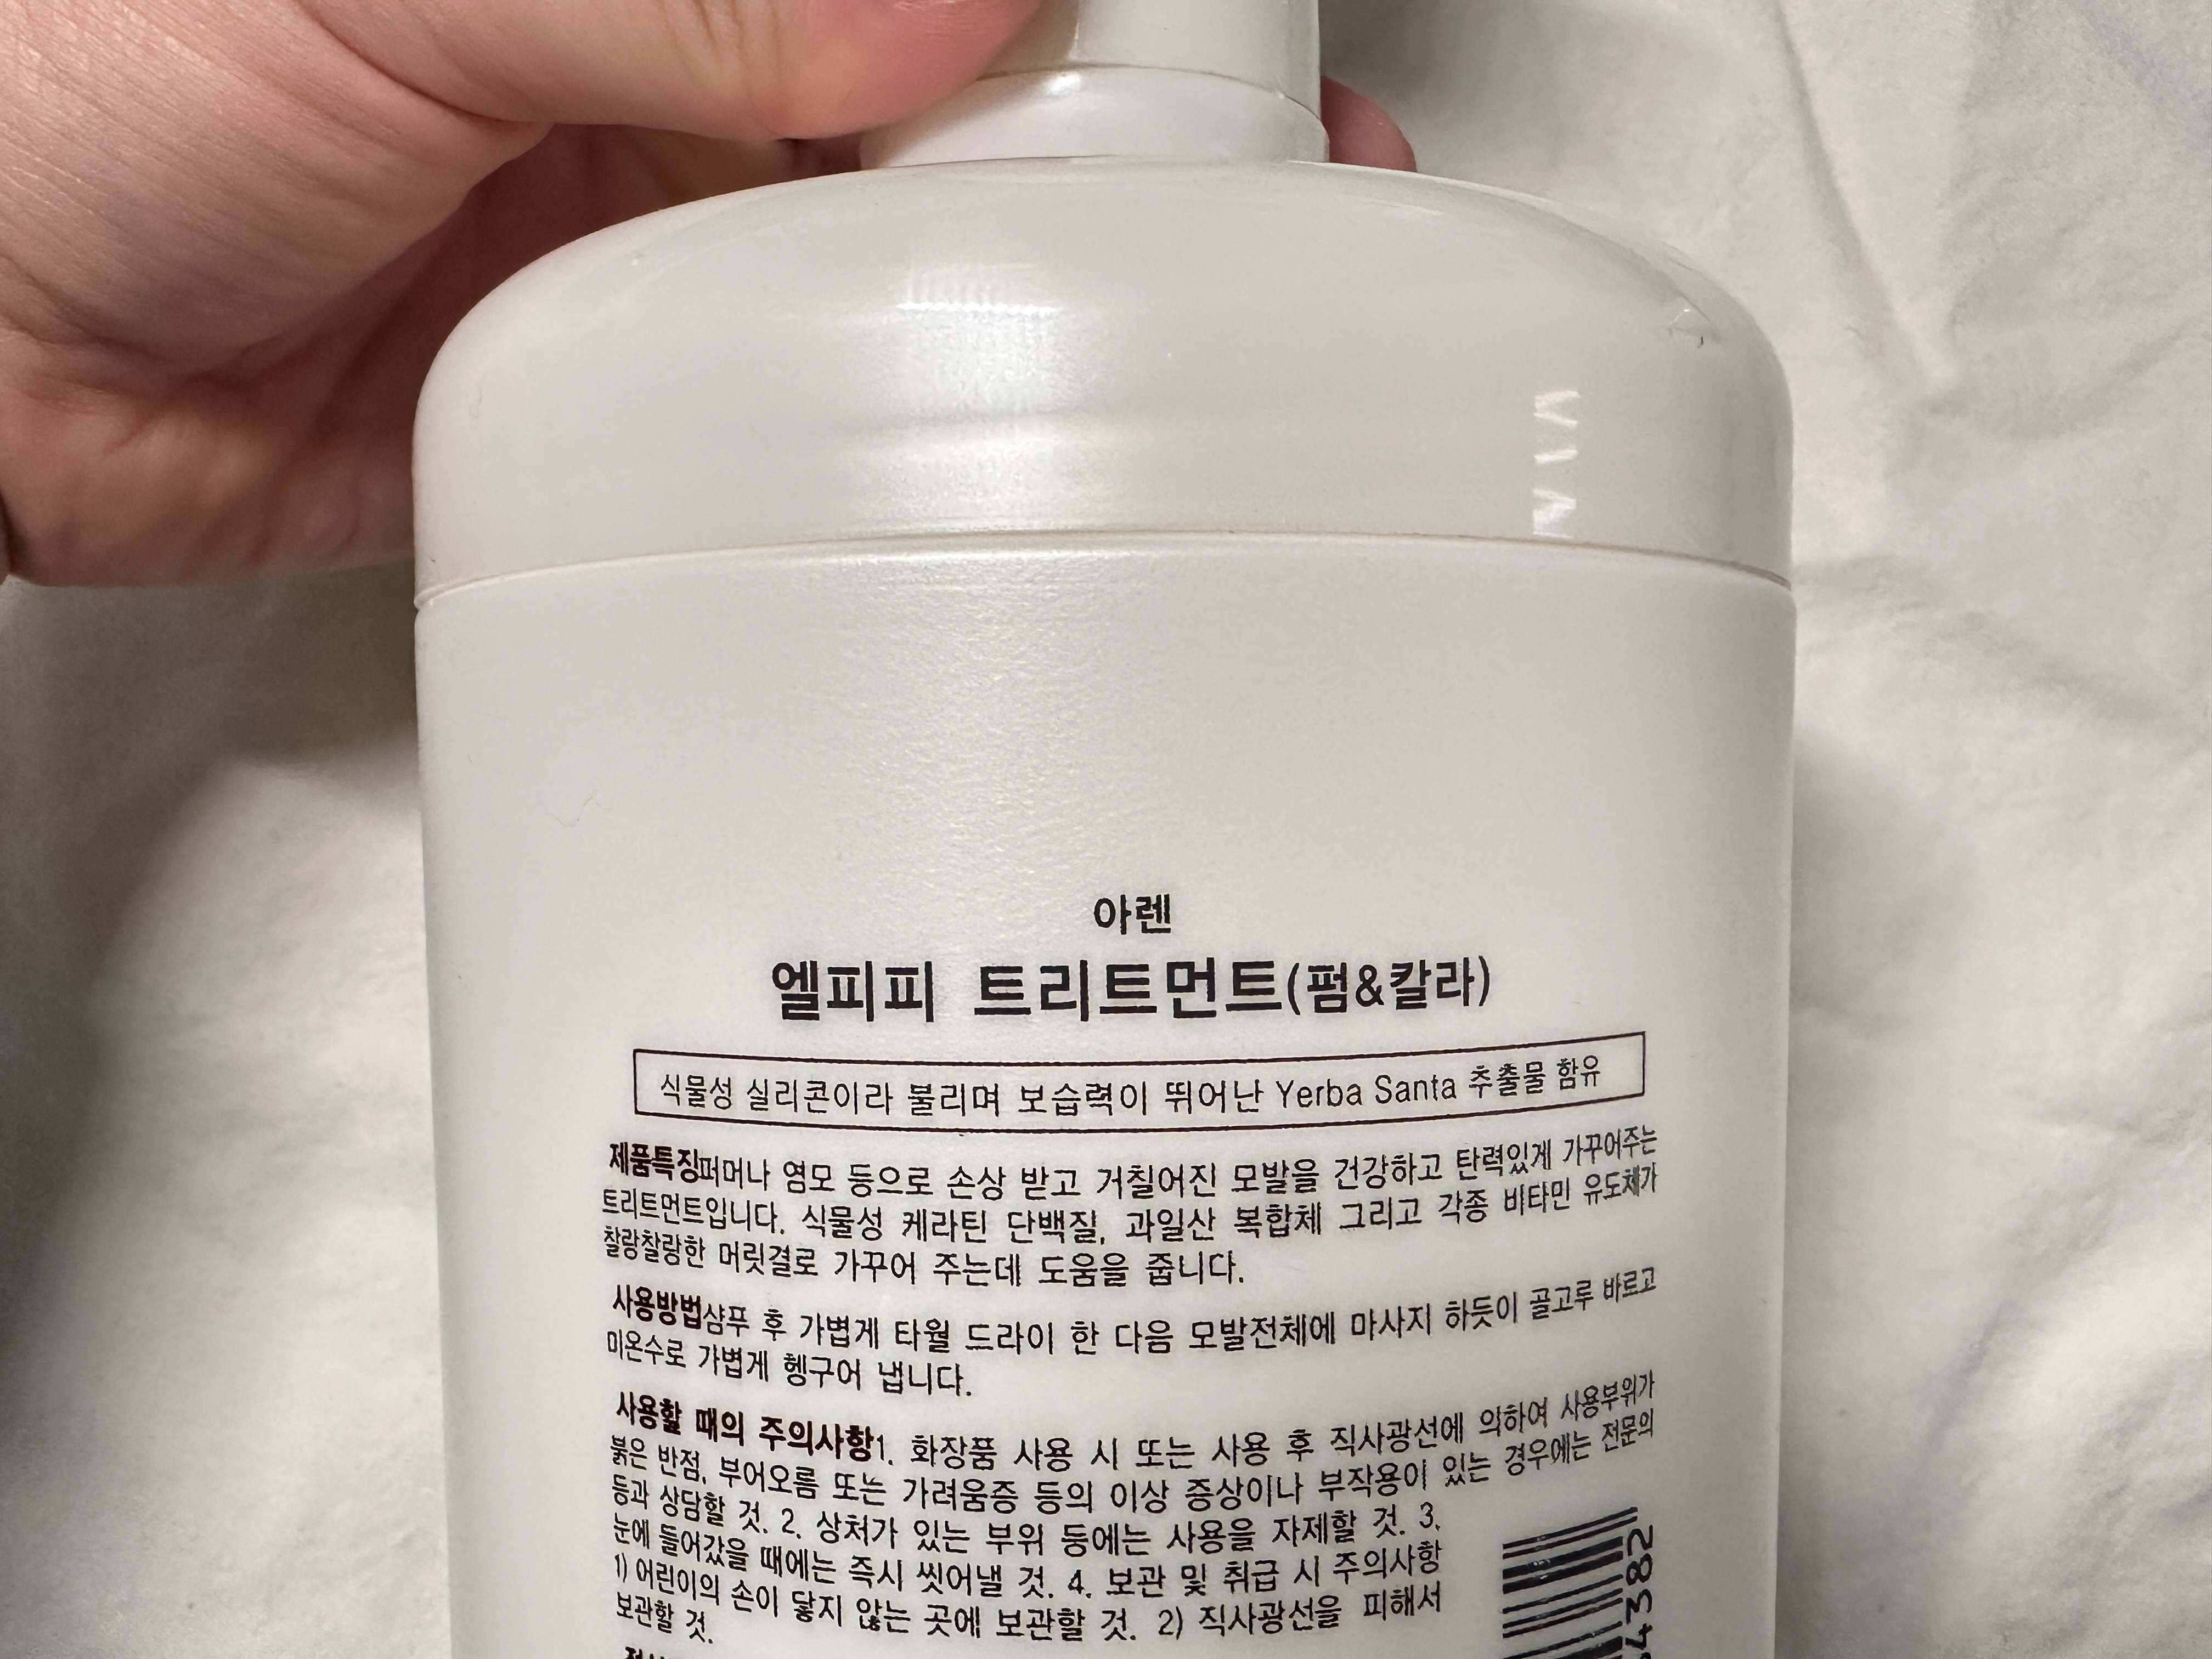 아렌
엘피피 트리트먼트(펌&칼라)
식물성 실리콘이라 불리며 보습력이 뛰어난 Yerba Santa 추출물 함유
제품특징퍼머나 염모 등으로 손상 받고 거칠어진 모발을 건강하고 탄력있게 가꾸어주는
트리트먼트입니다. 식물성 케라틴 단백질, 과일산 복합체 그리고 각종 비타민 유도체가
찰랑찰랑한 머릿결로 가꾸어 주는데 도움을 줍니다.
사용방법샴푸 후 가볍게 타월 드라이 한 다음 모발전체에 마사지 하듯이 골고루 바르고
미온수로 가볍게 헹구어 냅니다.
사용할 때의 주의사항1. 화장품 사용 시 또는 사용 후 직사광선에 의하여 사용부위가
붉은 반점, 부어오름 또는 가려움증 등의 이상 증상이나 부작용이 있는 경우에는 전문의
등과 상담할 것. 2. 상처가 있는 부위 등에는 사용을 자제할 것. 3.
눈에 들어갔을 때에는 즉시 씻어낼 것. 4. 보관 및 취급 시 주의사항
1) 어린이의 손이 닿지 않는 곳에 보관할 것. 2) 직사광선을 피해서
보관할 것.
47382